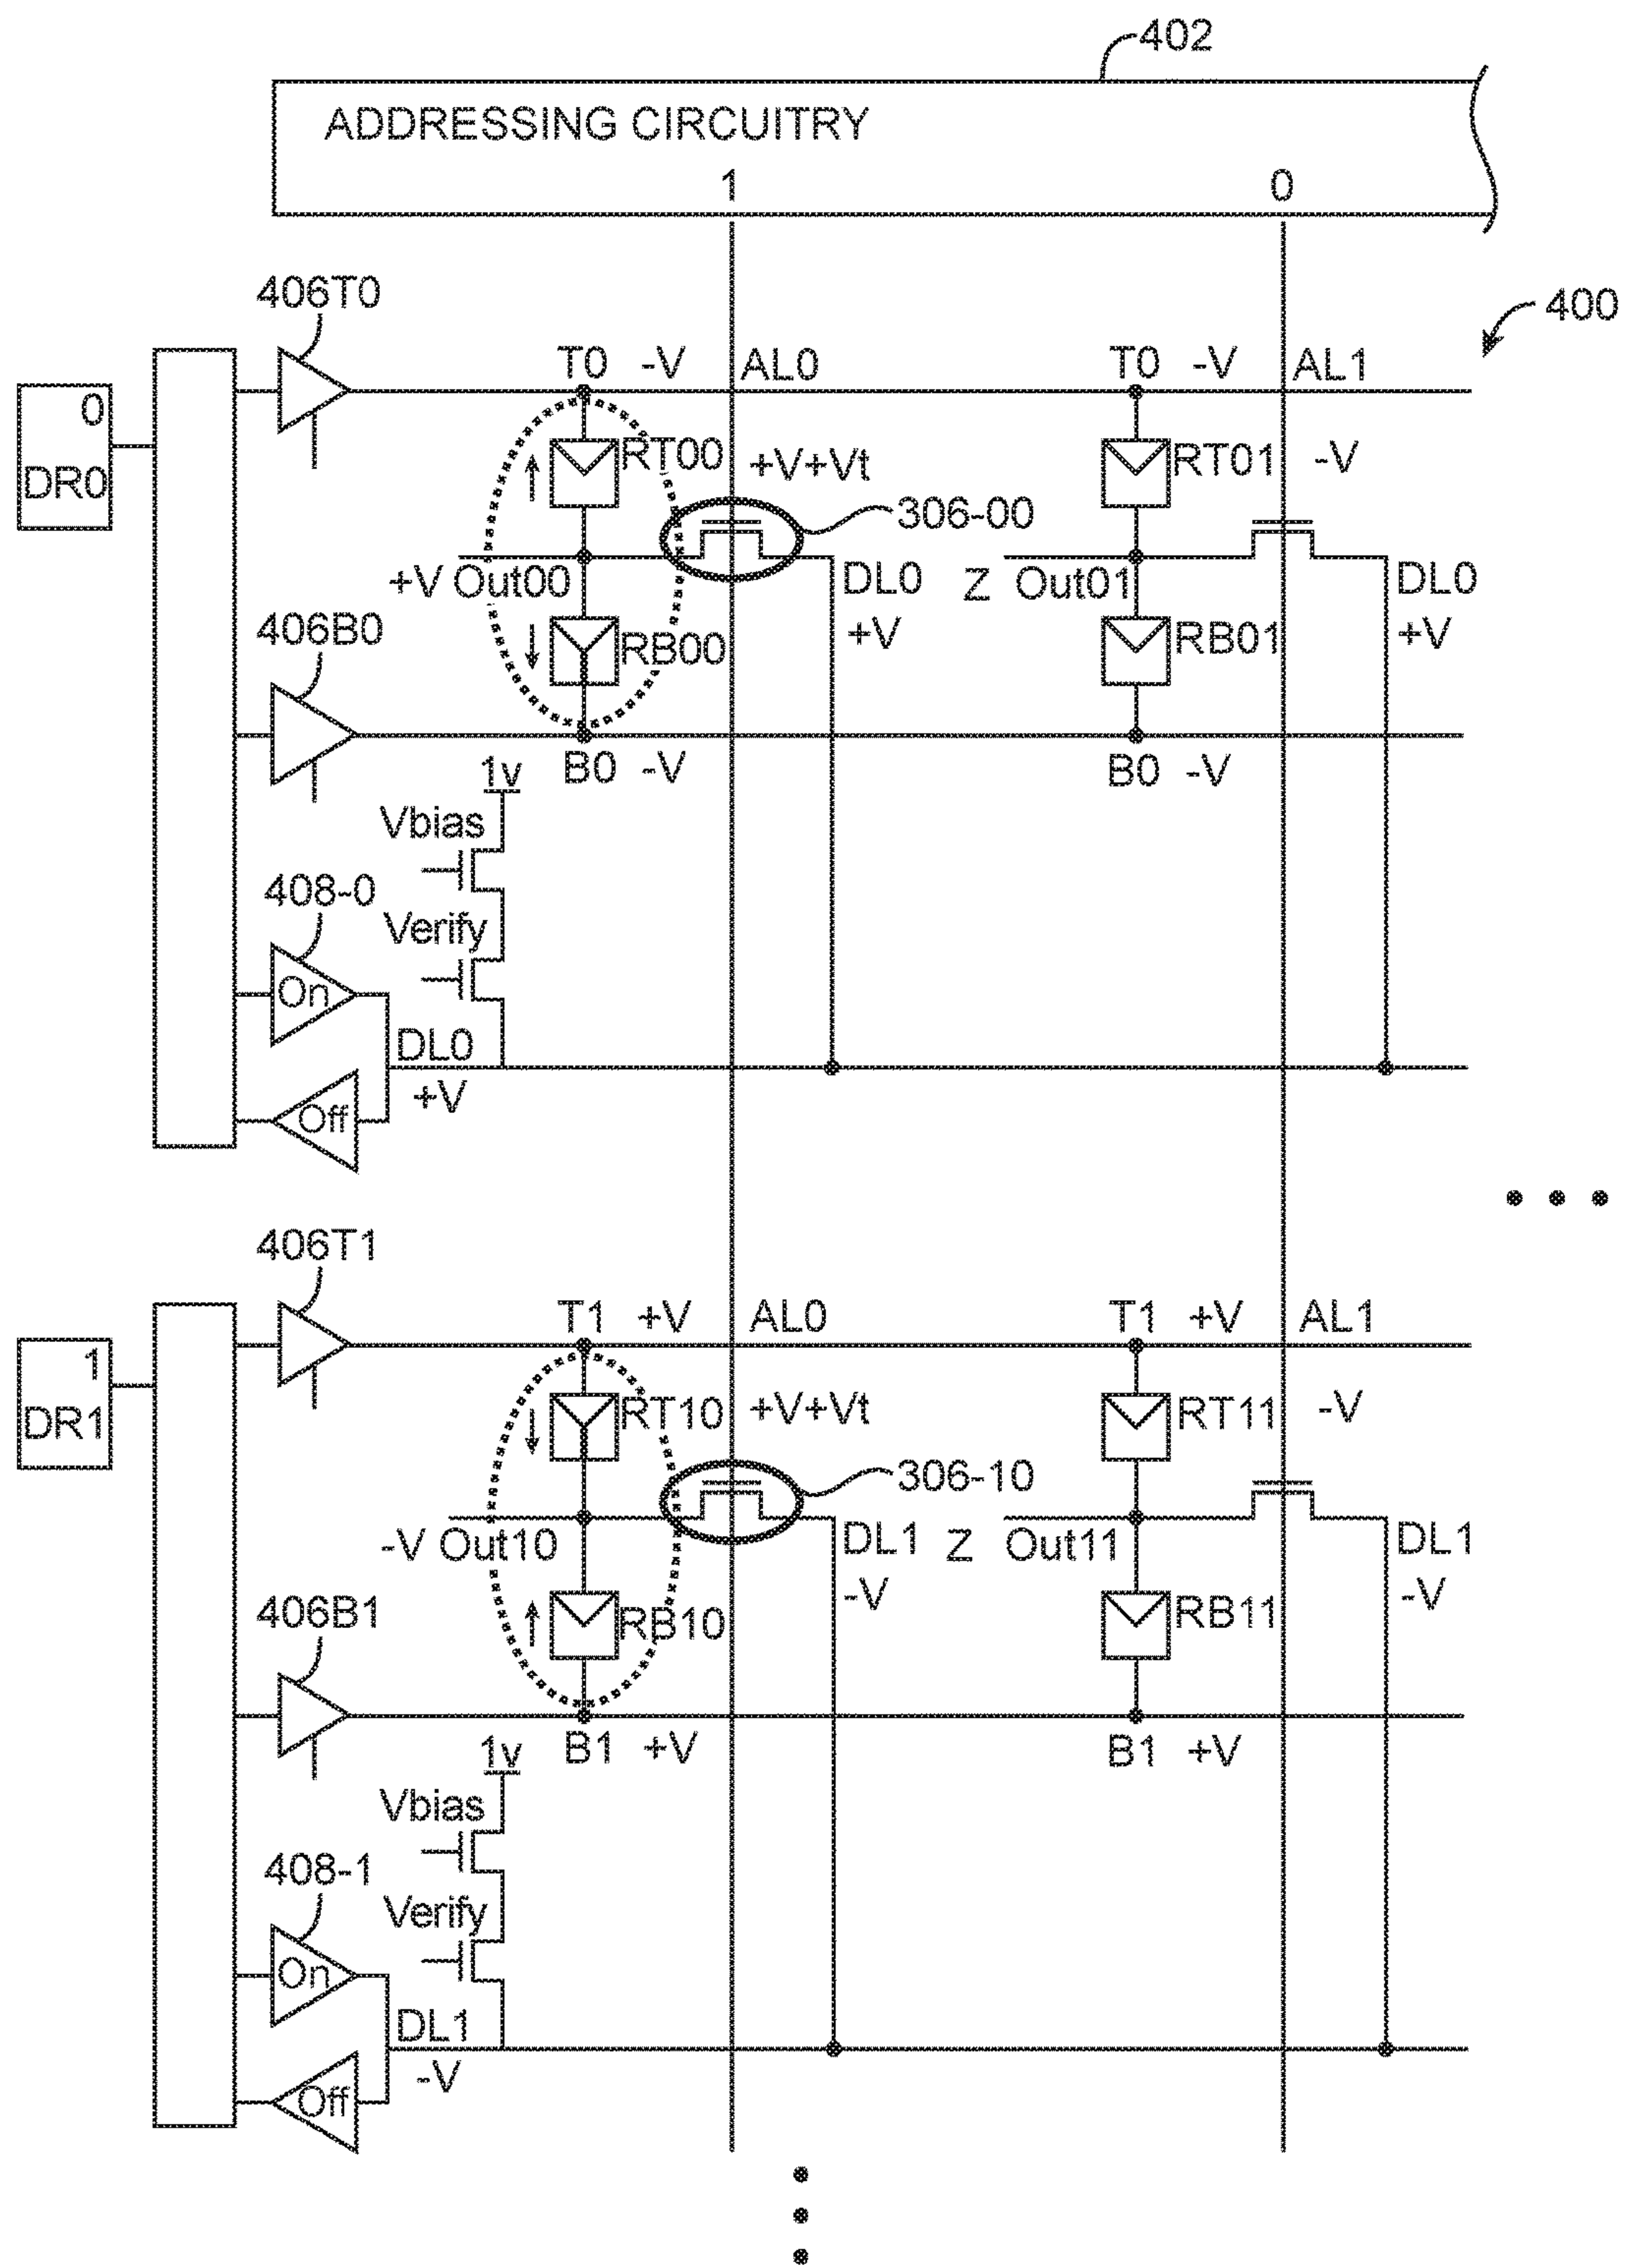 402
ADDRESSING CIRCUITRY
1 0
400
406T0
T0 -V AL0 T0 -V AL1
0
DR0
RT00 +V+Vt RT01 -V
306-00
+V Out00 DL0 Z Out01 DL0
+V +V
406B0
RB00 RB01
B0 -V B0 -V
1v
Vbias
408-0
Verify
On
DL0
+V
Off
406T1
T1 +V AL0 T1 +V AL1
1
DR1
RT10 +V+Vt RT11 -V
306-10
-V Out10 DL1 Z Out11 DL1
-V -V
406B1
RB10 RB11
B1 +V B1 +V
1v
Vbias
408-1
Verify
On
DL1
-V
Off